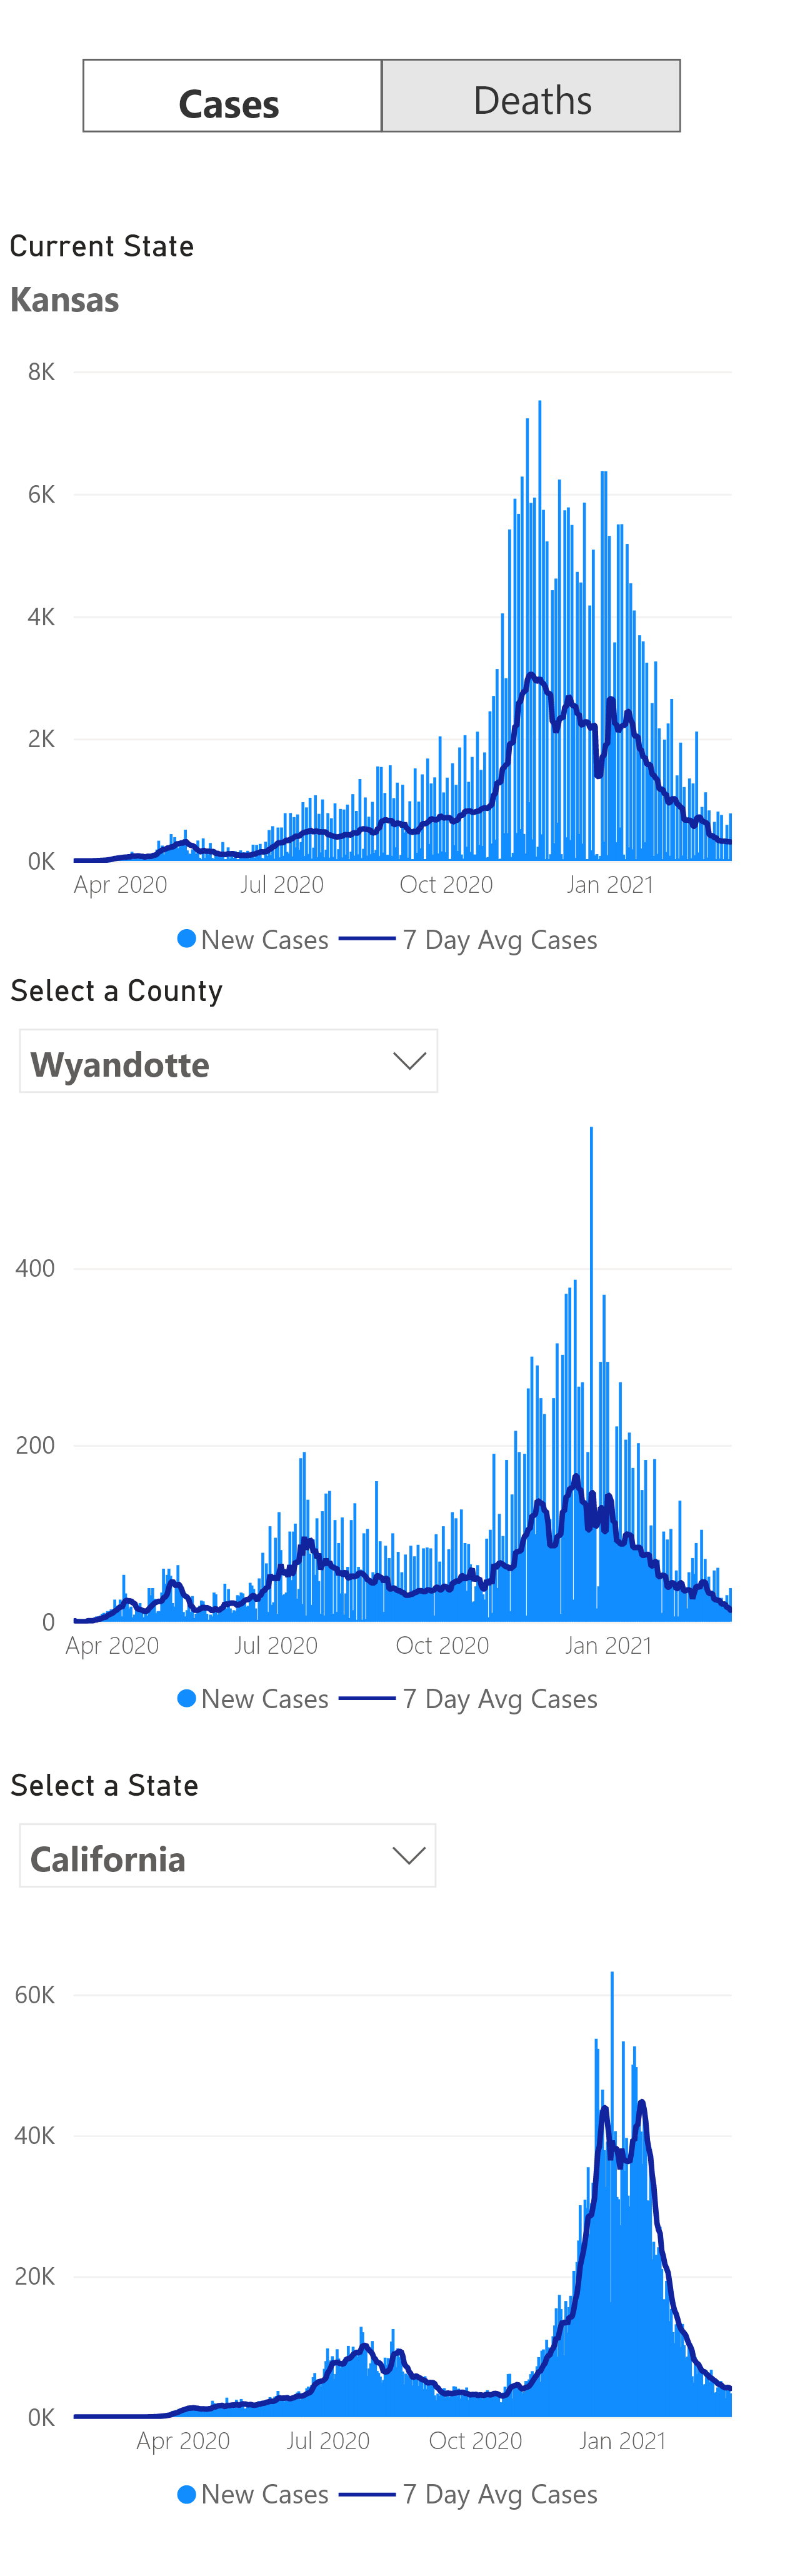 Cases Deaths
Current State
Kansas
8K
6K
4K
2K
0K
Apr 2020 Jul 2020 Oct 2020 Jan 2021
New Cases 7 Day Avg Cases
Select a County
Wyandotte
400
200
0
Apr 2020 Jul 2020 Oct 2020 Jan 2021
New Cases 7 Day Avg Cases
Select a State
California
60K
40K
20K
0K
Apr 2020 Jul 2020 Oct 2020 Jan 2021
New Cases 7 Day Avg Cases